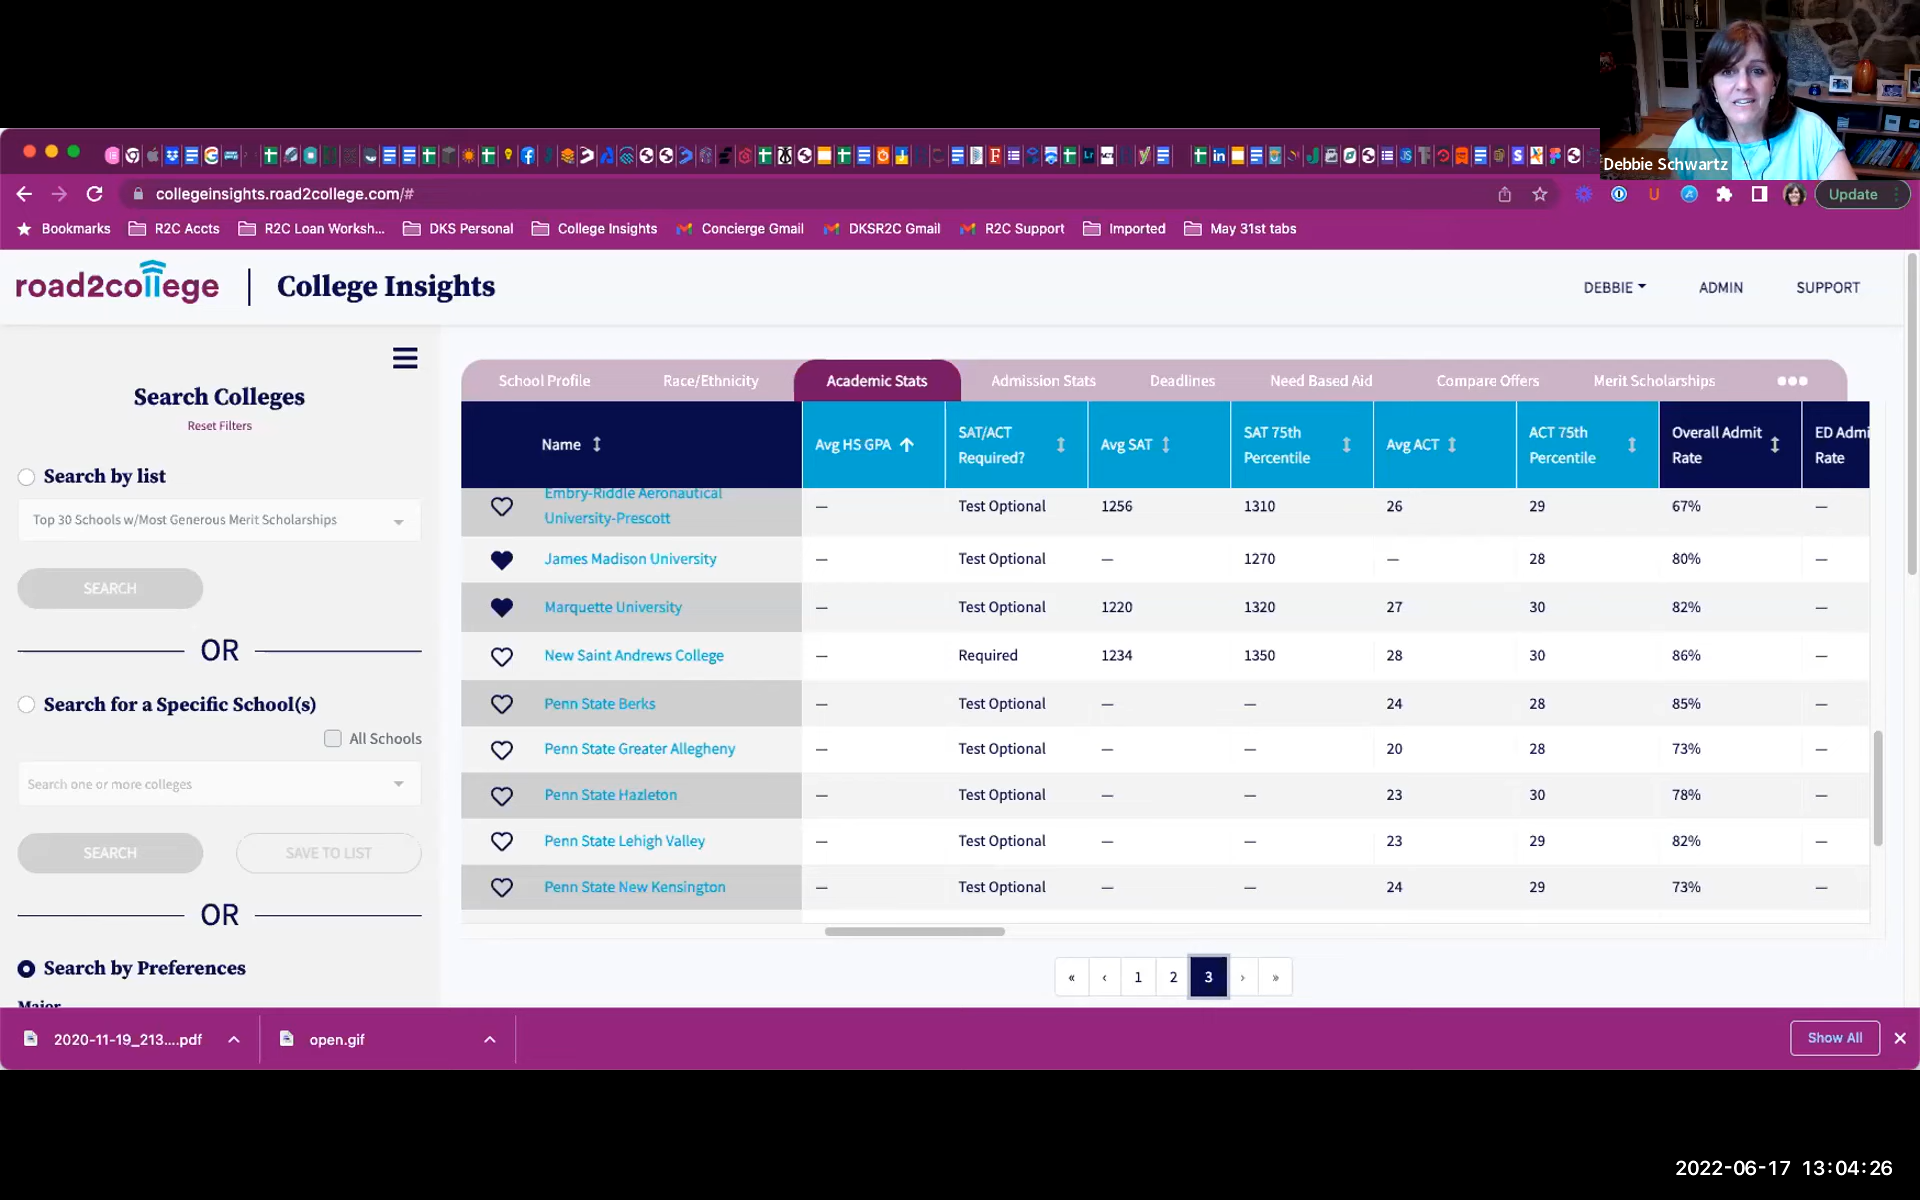 Debbie Schwartz
collegeinsights.road2college.com/#
Update
Bookmarks
R2C Accts
R2C Loan Worksh...
DKS Personal
College Insights
Concierge Gmail
DKSR2C Gmail
R2C Support
Imported
May 31st tabs
road2college | College Insights
DEBBIE
ADMIN
SUPPORT
Search Colleges
Reset Filters
Search by list
Top 30 Schools w/Most Generous Merit Scholarships
SEARCH
OR
Search for a Specific School(s)
All Schools
Search one or more colleges
SEARCH
SAVE TO LIST
OR
Search by Preferences
Major
School Profile
Race/Ethnicity
Academic Stats
Admission Stats
Deadlines
Need Based Aid
Compare Offers
Merit Scholarships
Name
Avg HS GPA
SAT/ACT Required?
Avg SAT
SAT 75th Percentile
Avg ACT
ACT 75th Percentile
Overall Admit Rate
ED Admi Rate
Embry-Riddle Aeronautical University-Prescott — Test Optional 1256 1310 26 29 67% —
James Madison University — Test Optional — 1270 — 28 80% —
Marquette University — Test Optional 1220 1320 27 30 82% —
New Saint Andrews College — Required 1234 1350 28 30 86% —
Penn State Berks — Test Optional — — 24 28 85% —
Penn State Greater Allegheny — Test Optional — — 20 28 73% —
Penn State Hazleton — Test Optional — — 23 30 78% —
Penn State Lehigh Valley — Test Optional — — 23 29 82% —
Penn State New Kensington — Test Optional — — 24 29 73% —
« ‹ 1 2 3 › »
2020-11-19_213....pdf
open.gif
Show All
2022-06-17 13:04:26